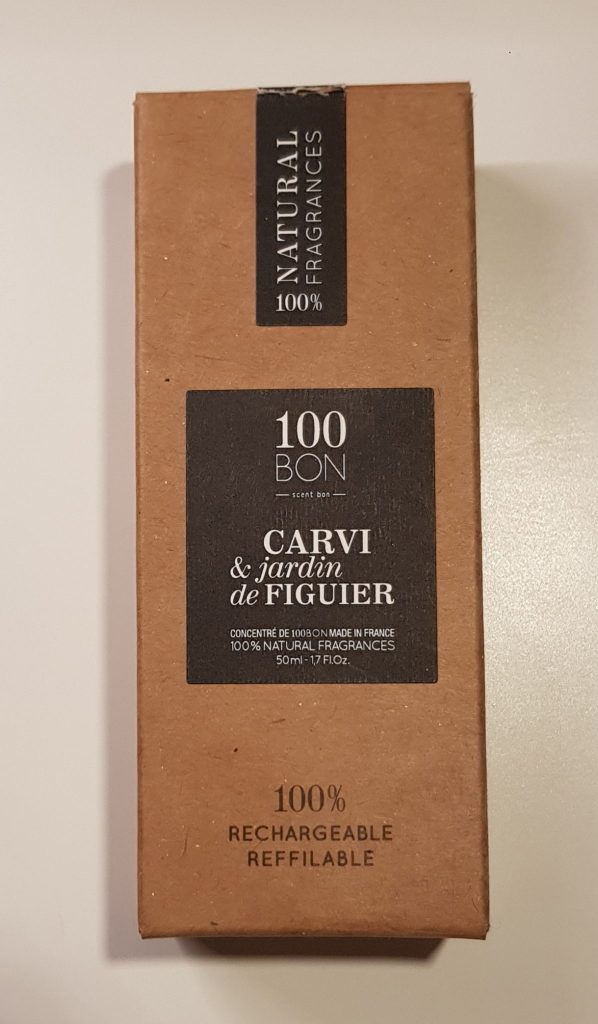 100% NATURAL
FRAGRANCES
100
BON
scent bon
CARVI
& jardin
de FIGUIER
CONCENTRÉ DE 100BON MADE IN FRANCE
100% NATURAL FRAGRANCES
50ml - 1,7 Fl.Oz.
100%
RECHARGEABLE
REFFILABLE